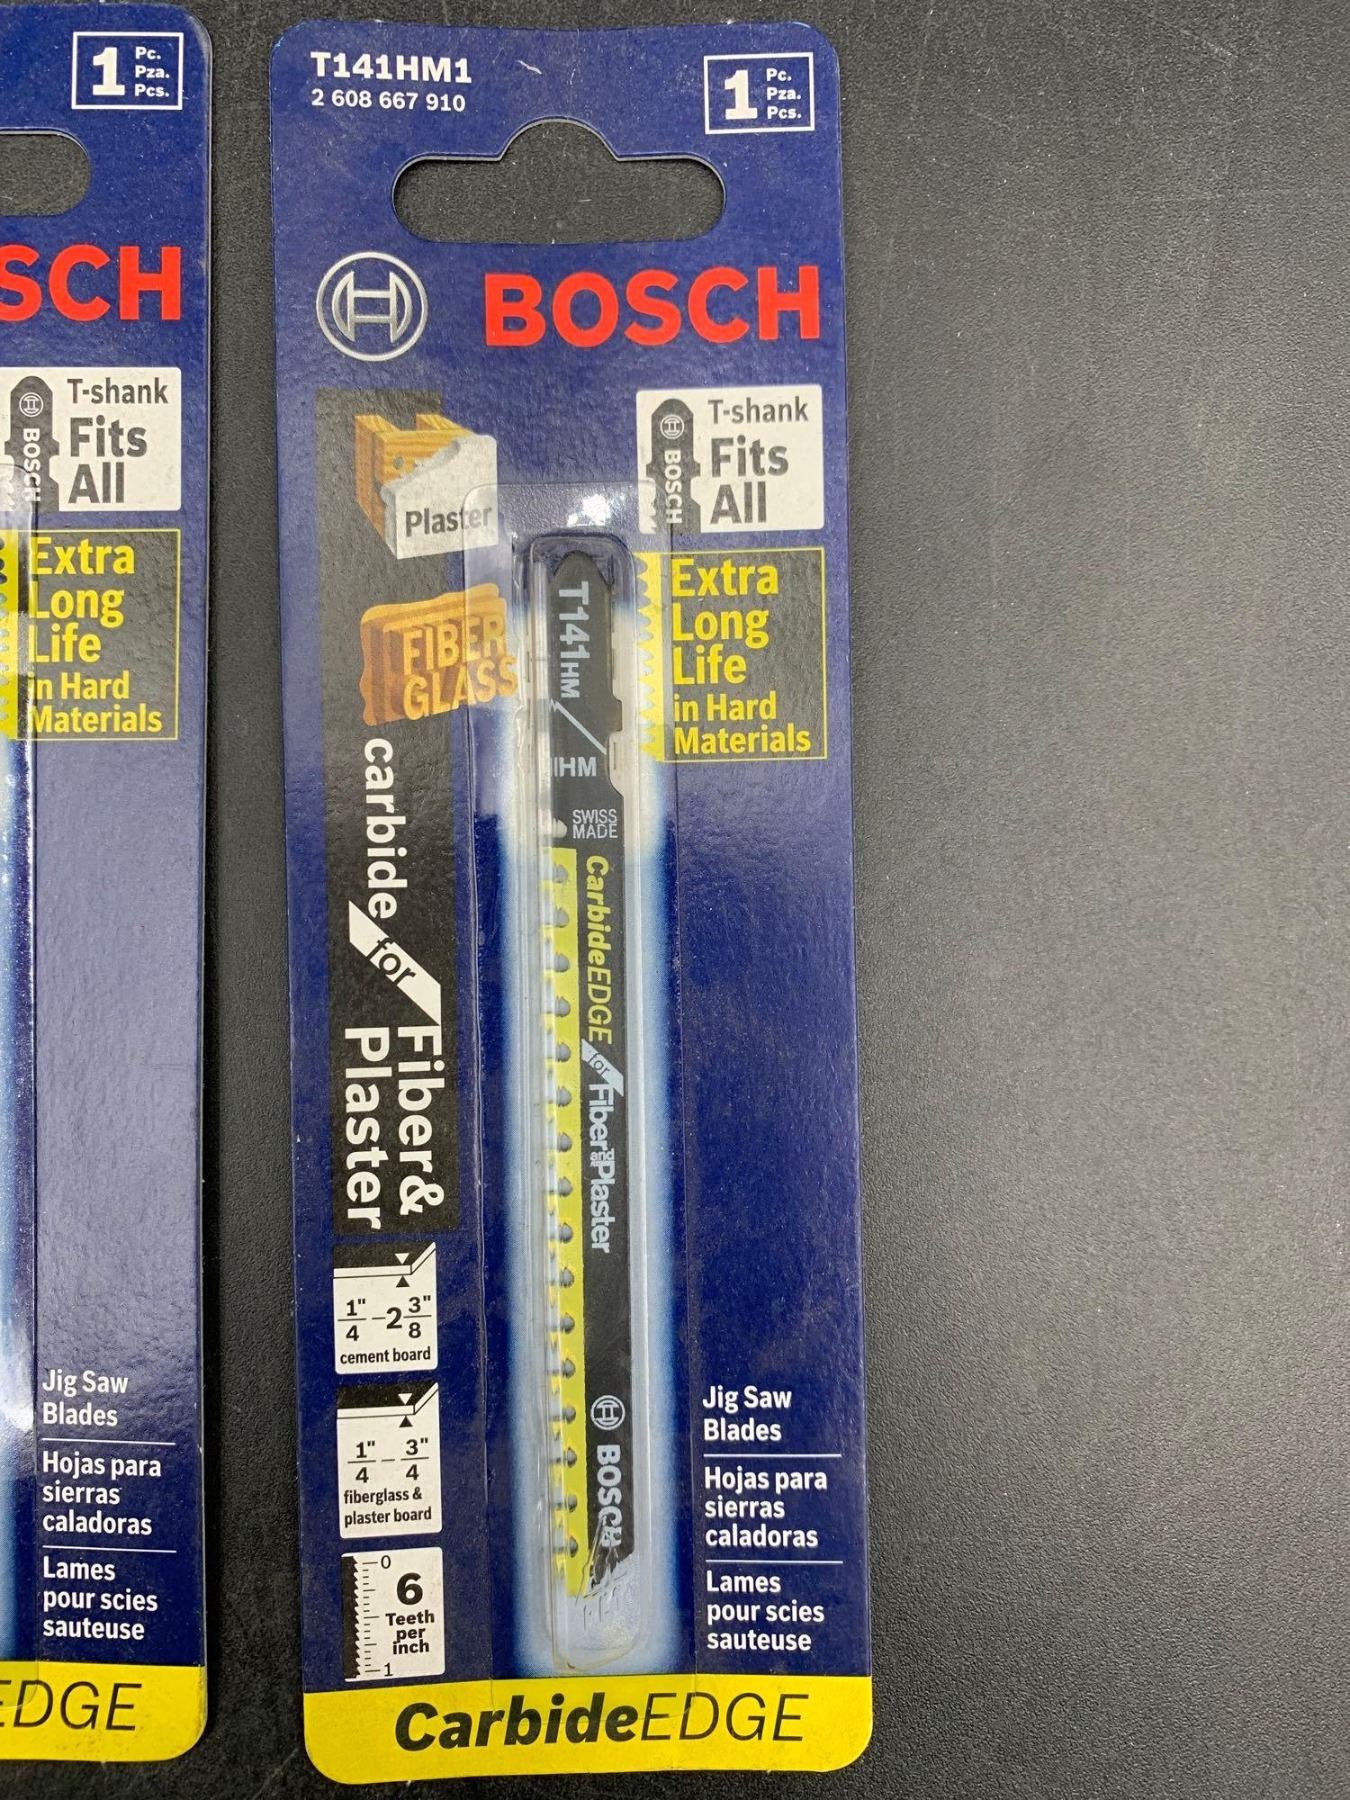 1 Pc.
Pza.
Pcs.
SCH
T-shank
Fits
All
BOSCH
Extra
Long
Life
in Hard
Materials
Jig Saw
Blades
Hojas para
sierras
caladoras
Lames
pour scies
sauteuse
EDGE
T141HM1
2 608 667 910
1 Pc.
Pza.
Pcs.
BOSCH
Plaster
FIBER
GLASS
T-shank
Fits
All
BOSCH
Extra
Long
Life
in Hard
Materials
carbide for Fiber&
Plaster
T141HM
HM
SWISS
MADE
CarbideEDGE for Fiber and Plaster
BOSCH
1"/4 - 2 3"/8
cement board
1"/4 - 3"/4
fiberglass &
plaster board
0
6
Teeth
per
inch
1
Jig Saw
Blades
Hojas para
sierras
caladoras
Lames
pour scies
sauteuse
CarbideEDGE